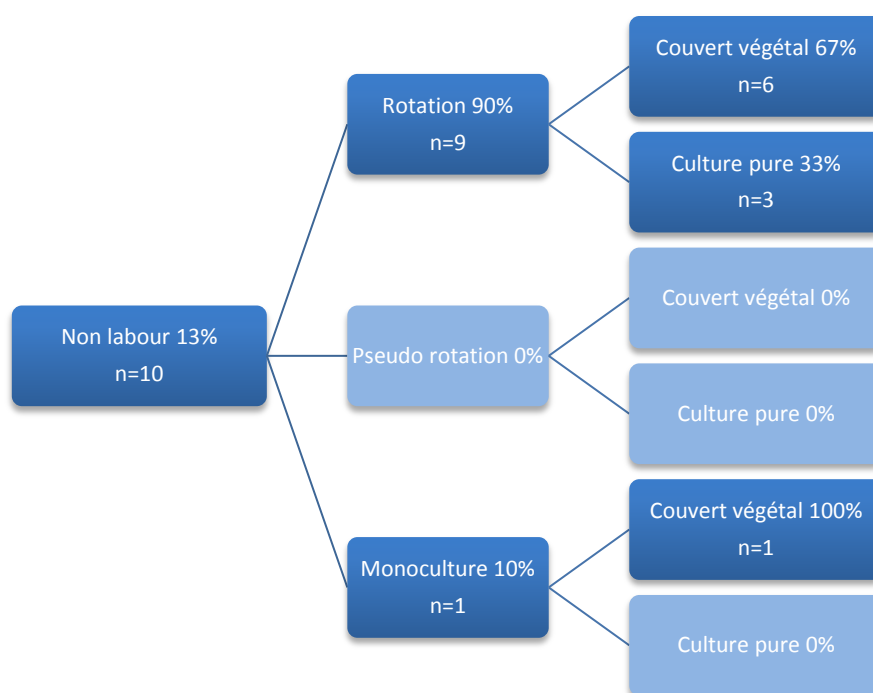 Non labour 13%
n=10
Rotation 90%
n=9
Couvert végétal 67%
n=6
Culture pure 33%
n=3
Pseudo rotation 0%
Couvert végétal 0%
Culture pure 0%
Monoculture 10%
n=1
Couvert végétal 100%
n=1
Culture pure 0%